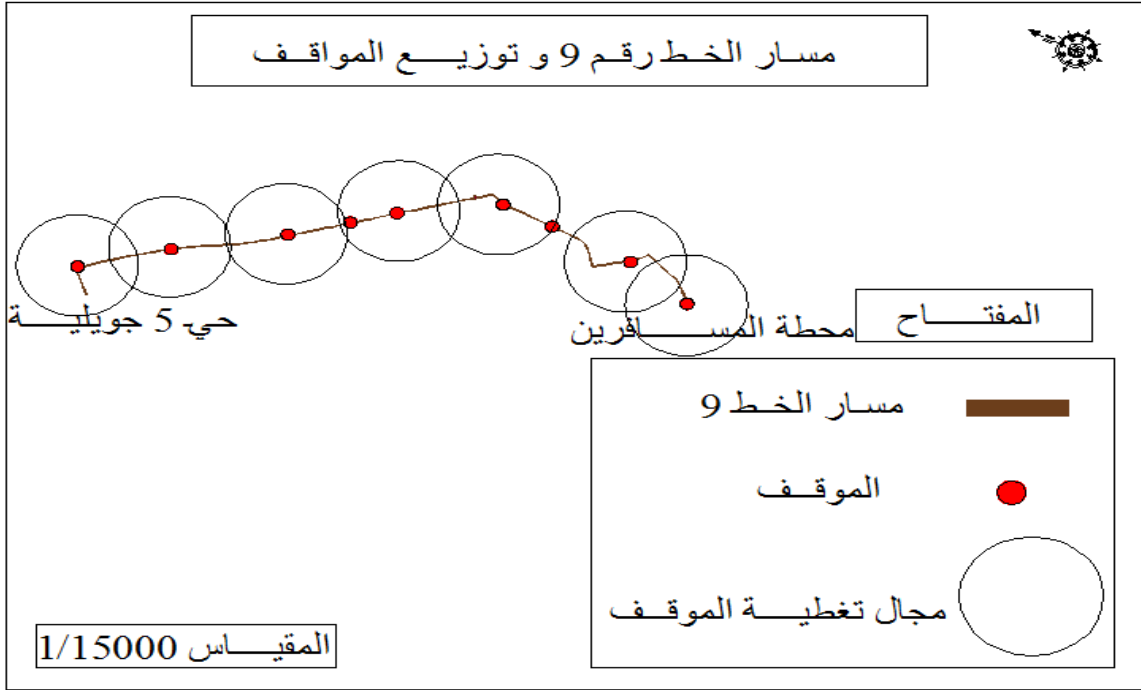 مسار الخط رقم 9 و توزيع المواقف
حي 5 جويلية
محطة المسافرين
المفتاح
مسار الخط 9
الموقف
مجال تغطية الموقف
المقياس 1/15000